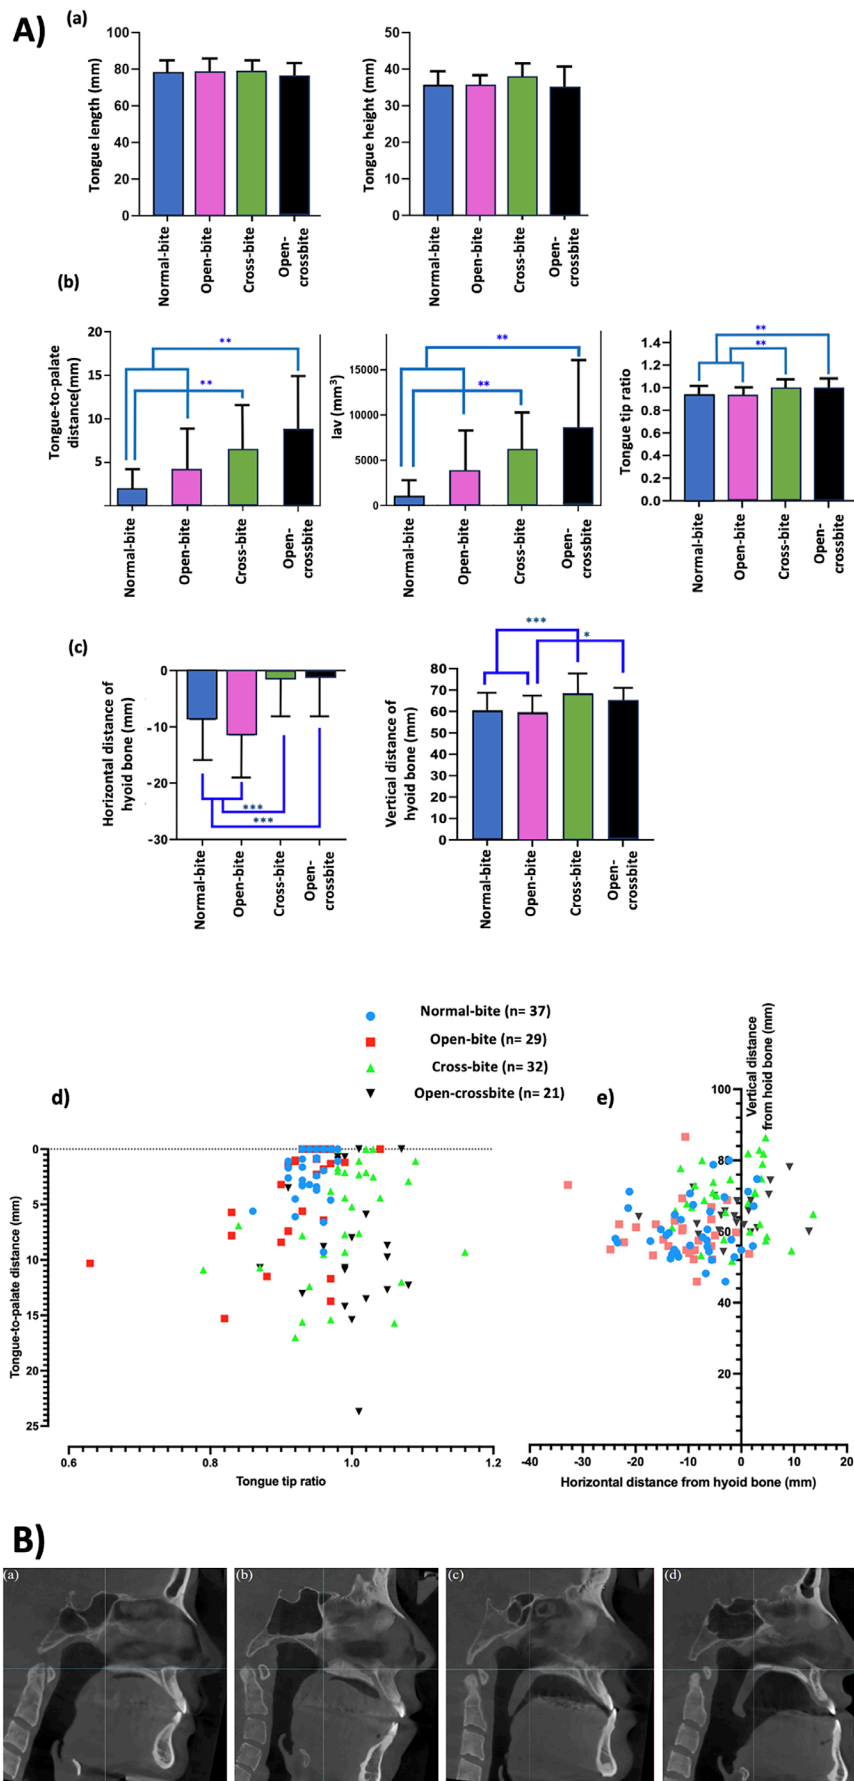 A)
(a)
Tongue length (mm)
100
80
60
40
20
0
Normal-bite
Open-bite
Cross-bite
Open-
crossbite
Tongue height (mm)
50
40
30
20
10
0
Normal-bite
Open-bite
Cross-bite
Open-
crossbite
(b)
Tongue-to-palate
distance(mm)
20
15
10
5
**
**
Normal-bite
Open-bite
Cross-bite
Open-
crossbite
Iav (mm³)
15000
10000
5000
0
**
**
Normal-bite
Open-bite
Cross-bite
Open-
crossbite
Tongue tip ratio
1.4
1.2
1.0
0.8
0.6
0.4
0.2
0.0
**
**
Normal-bite
Open-bite
Cross-bite
Open-
crossbite
(c)
Horizontal distance of
hyoid bone (mm)
0
-10
-20
-30
***
***
Normal-bite
Open-bite
Cross-bite
Open-
crossbite
Vertical distance of
hyoid bone (mm)
80
70
60
50
40
30
20
10
0
***
*
Normal-bite
Open-bite
Cross-bite
Open-
crossbite
Normal-bite (n= 37)
Open-bite (n= 29)
Cross-bite (n= 32)
Open-crossbite (n= 21)
d)
Tongue-to-palate distance (mm)
0
5
10
15
20
25
0.6
0.8
1.0
1.2
Tongue tip ratio
e)
Vertical distance
from hoid bone (mm)
100
80
60
40
20
-40
-30
-20
-10
0
10
20
Horizontal distance from hyoid bone (mm)
B)
(a)
(b)
(c)
(d)